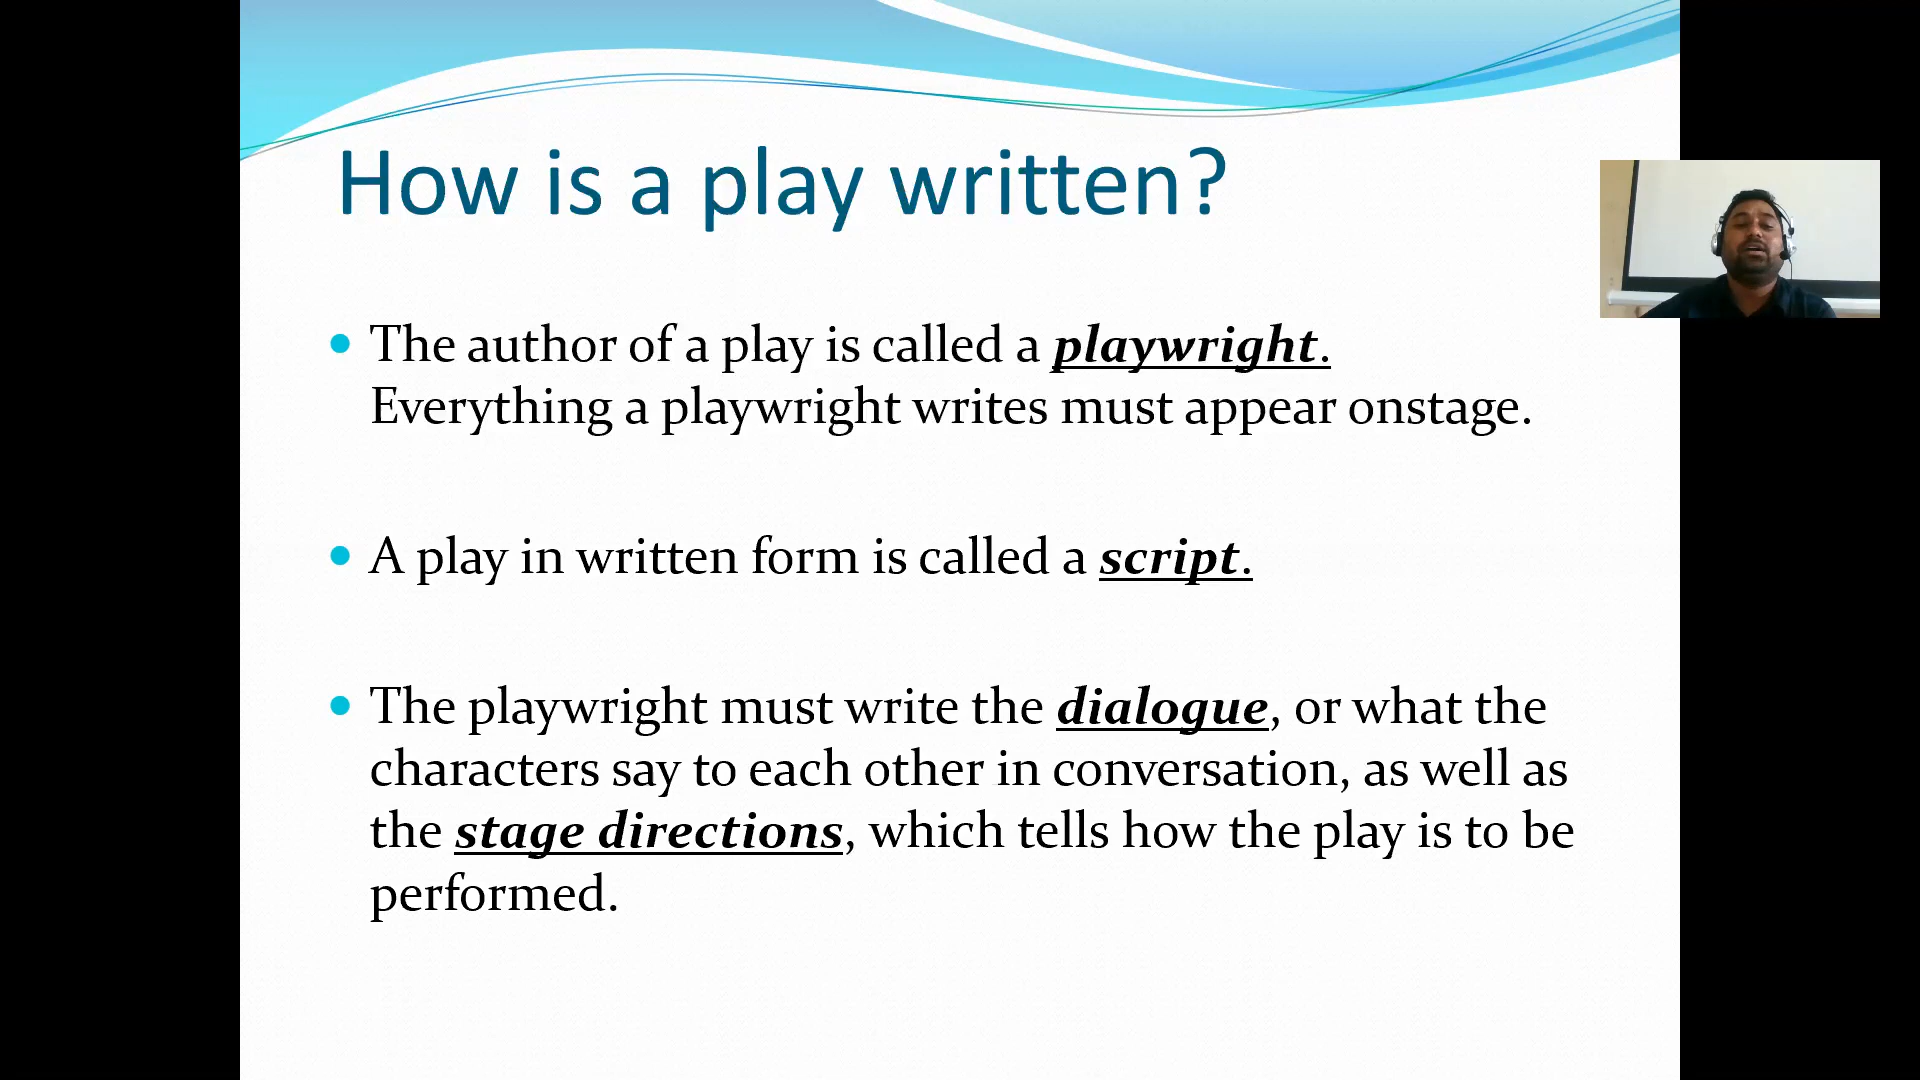 How is a play written?
The author of a play is called a playwright.
Everything a playwright writes must appear onstage.
A play in written form is called a script.
The playwright must write the dialogue, or what the
characters say to each other in conversation, as well as
the stage directions, which tells how the play is to be
performed.